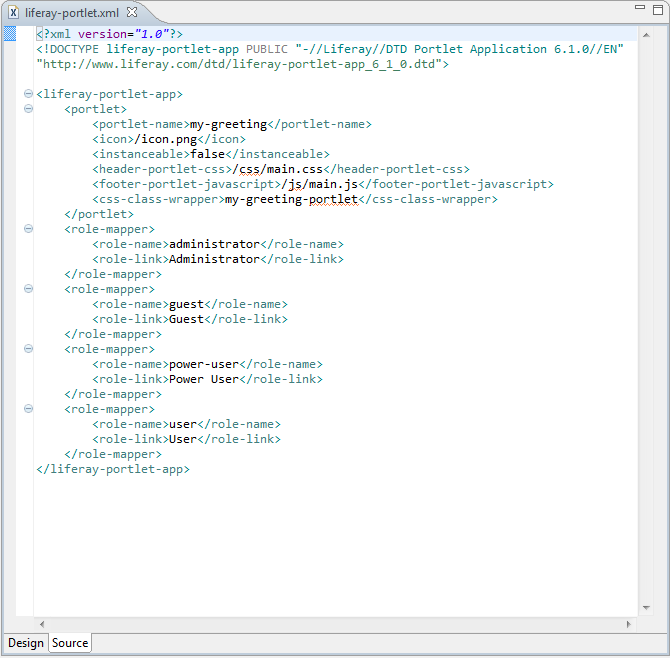 liferay-portlet.xml
<?xml version="1.0"?>
<!DOCTYPE liferay-portlet-app PUBLIC "-//Liferay//DTD Portlet Application 6.1.0//EN"
"http://www.liferay.com/dtd/liferay-portlet-app_6_1_0.dtd">

<liferay-portlet-app>
    <portlet>
        <portlet-name>my-greeting</portlet-name>
        <icon>/icon.png</icon>
        <instanceable>false</instanceable>
        <header-portlet-css>/css/main.css</header-portlet-css>
        <footer-portlet-javascript>/js/main.js</footer-portlet-javascript>
        <css-class-wrapper>my-greeting-portlet</css-class-wrapper>
    </portlet>
    <role-mapper>
        <role-name>administrator</role-name>
        <role-link>Administrator</role-link>
    </role-mapper>
    <role-mapper>
        <role-name>guest</role-name>
        <role-link>Guest</role-link>
    </role-mapper>
    <role-mapper>
        <role-name>power-user</role-name>
        <role-link>Power User</role-link>
    </role-mapper>
    <role-mapper>
        <role-name>user</role-name>
        <role-link>User</role-link>
    </role-mapper>
</liferay-portlet-app>
Design Source